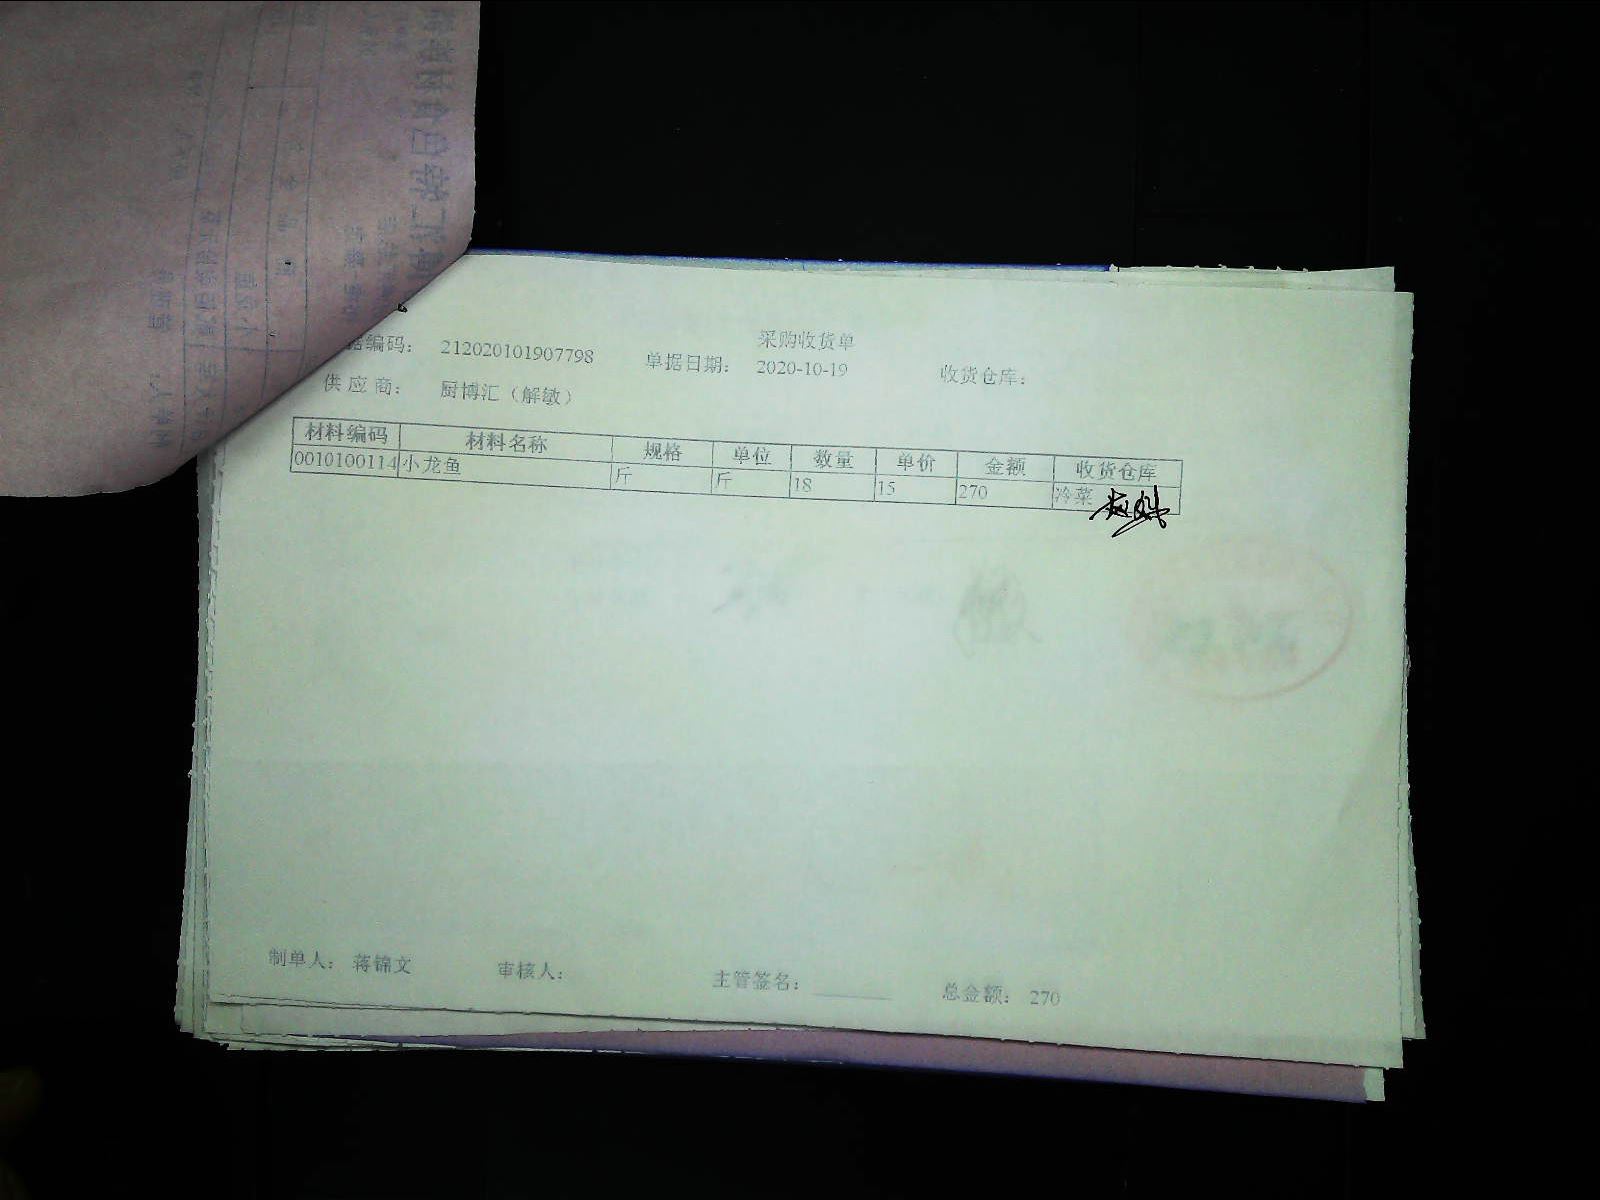 采购收货单
据编码： 212020101907798 单据日期： 2020-10-19 收货仓库：
供应商： 厨博汇（解敏）
材料编码 材料名称 规格 单位 数量 单价 金额 收货仓库
0010100114 小龙鱼 斤 斤 18 15 270 冷菜
制单人： 蒋锦文 审核人： 主管签名： 总金额： 270